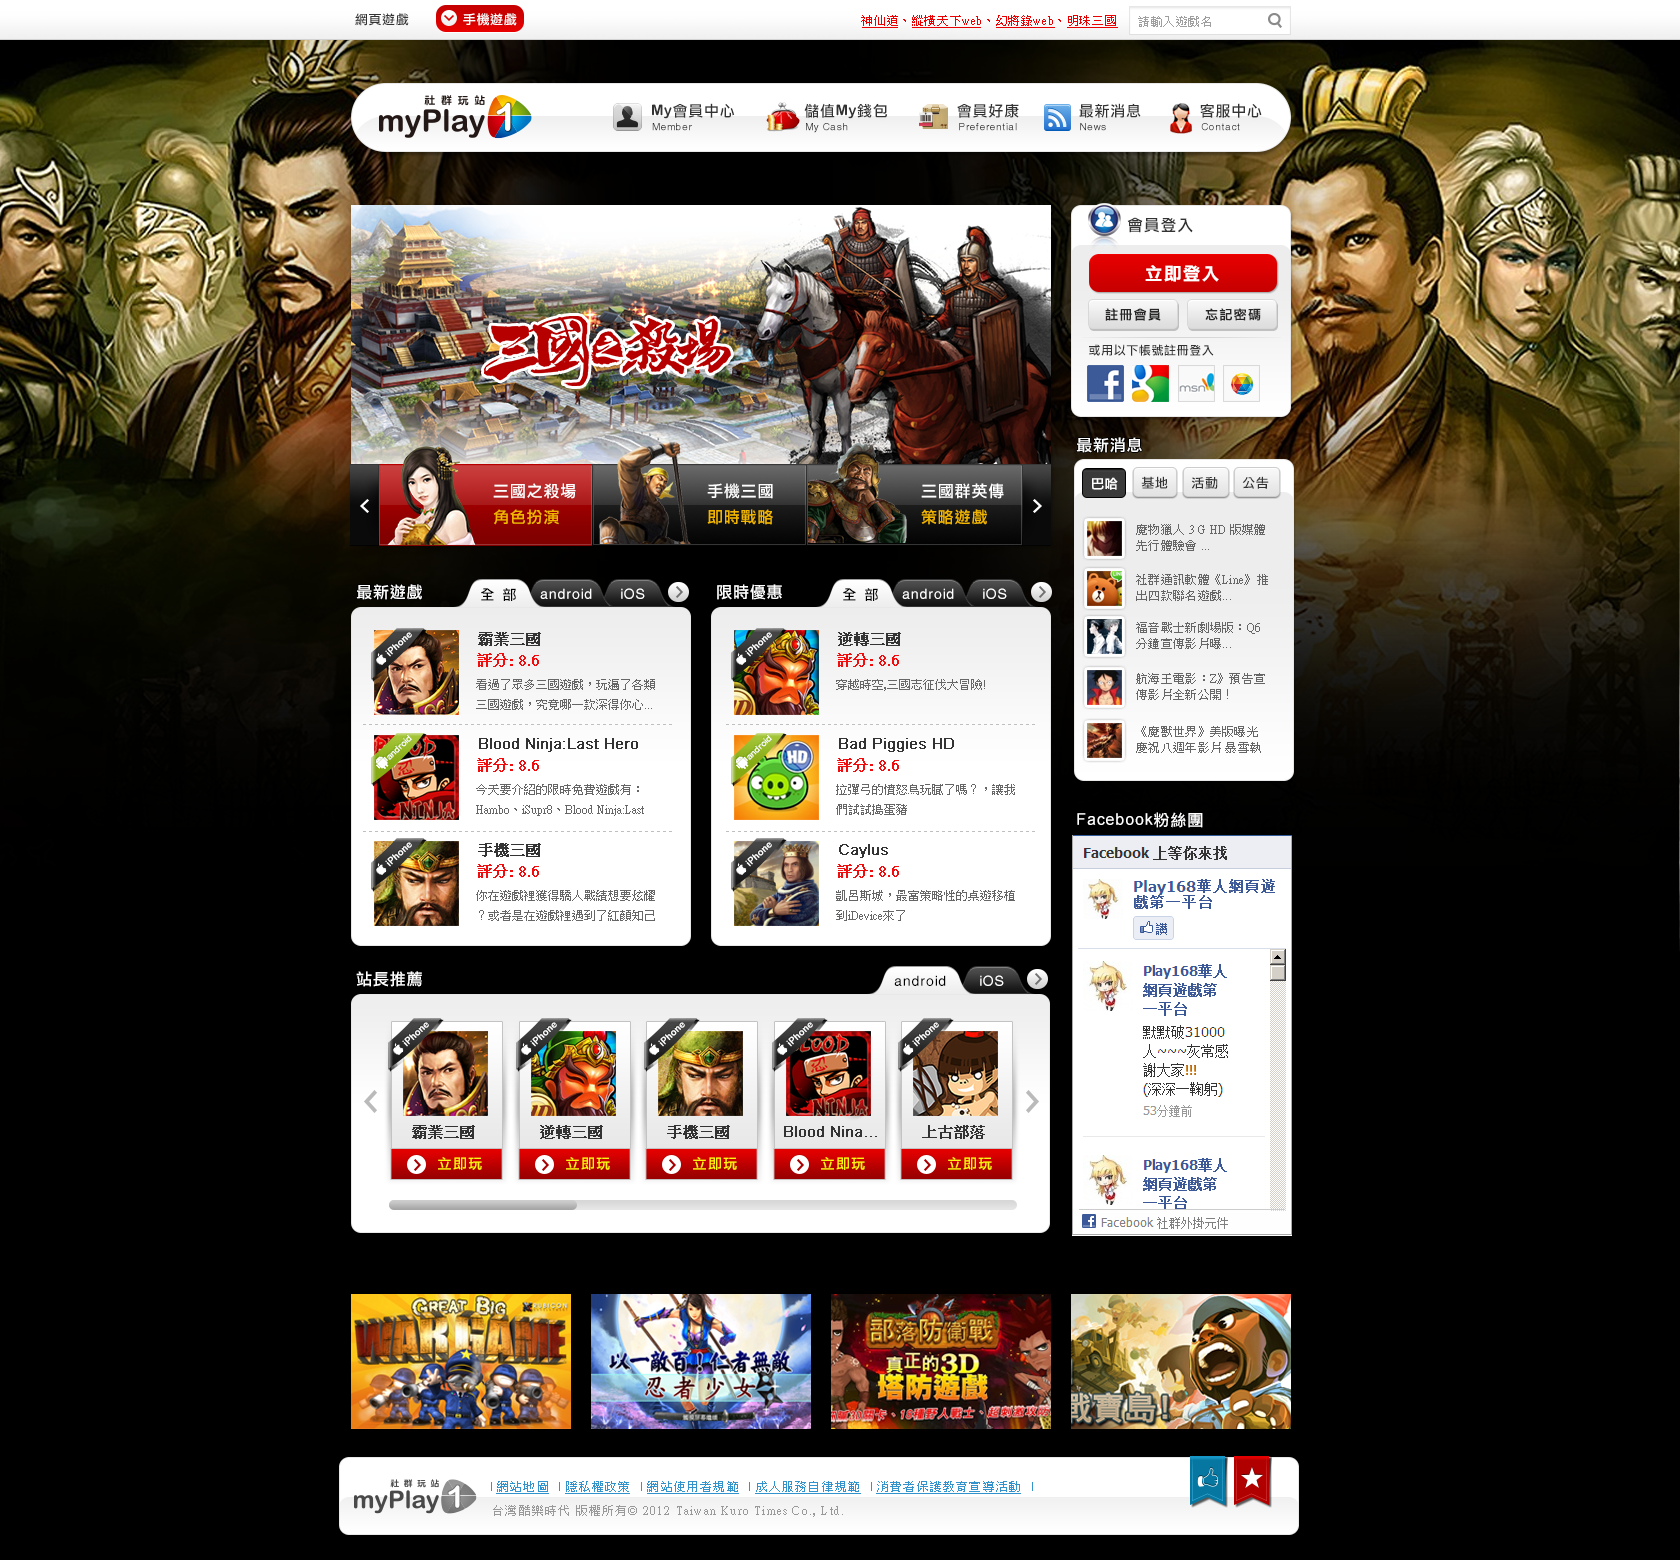 網頁遊戲
手機遊戲
神仙道、縱橫天下web、幻將錄web、明珠三國
請輸入遊戲名
社群玩站
myPlay1
My會員中心
Member
儲值My錢包
My Cash
會員好康
Preferential
最新消息
News
客服中心
Contact
三國之殺場
三國之殺場
角色扮演
手機三國
即時戰略
三國群英傳
策略遊戲
會員登入
立即登入
註冊會員
忘記密碼
或用以下帳號註冊登入
msn
最新消息
巴哈
基地
活動
公告
魔物獵人 3 G HD 版媒體
先行體驗會 ...
社群通訊軟體《Line》推
出四款聯名遊戲...
福音戰士新劇場版：Q6
分鐘宣傳影片曝...
航海王電影：Z》預告宣
傳影片全新公開！
《魔獸世界》美版曝光
慶祝八週年影片暴雪執
最新遊戲
全 部
android
iOS
iPhone
霸業三國
評分: 8.6
看過了眾多三國遊戲，玩遍了各類
三國遊戲，究竟哪一款深得你心...
android
Blood Ninja:Last Hero
評分: 8.6
今天要介紹的限時免費遊戲有：
Hambo、iSupr8、Blood Ninja:Last
iPhone
手機三國
評分: 8.6
你在遊戲裡獲得驕人戰績想要炫耀
？或者是在遊戲裡遇到了紅顏知己
限時優惠
全 部
android
iOS
iPhone
逆轉三國
評分: 8.6
穿越時空,三國志征伐大冒險!
android
HD
Bad Piggies HD
評分: 8.6
拉彈弓的憤怒鳥玩膩了嗎？，讓我
們試試搗蛋豬
iPhone
Caylus
評分: 8.6
凱呂斯城，最富策略性的桌遊移植
到iDevice來了
站長推薦
android
iOS
iPhone
霸業三國
立即玩
iPhone
逆轉三國
立即玩
iPhone
手機三國
立即玩
iPhone
BLOOD
NINJA
Blood Nina...
立即玩
iPhone
上古部落
立即玩
Facebook粉絲團
Facebook 上等你來找
Play168華人網頁遊
戲第一平台
讚
Play168華人
網頁遊戲第
一平台
默默破31000
人~~~灰常感
謝大家!!!
(深深一鞠躬)
53分鐘前
Play168華人
網頁遊戲第
一平台
Facebook 社群外掛元件
GREAT BIG
WAR GAME
RUBICON
以一敵百！仁者無敵
忍者少女
部落防衛戰
真正的3D
塔防遊戲
戰寶島！
社群玩站
myPlay1
| 網站地圖 | 隱私權政策 | 網站使用者規範 | 成人服務自律規範 | 消費者保護教育宣導活動 |
台灣酷樂時代 版權所有© 2012 Taiwan Kuro Times Co., Ltd.